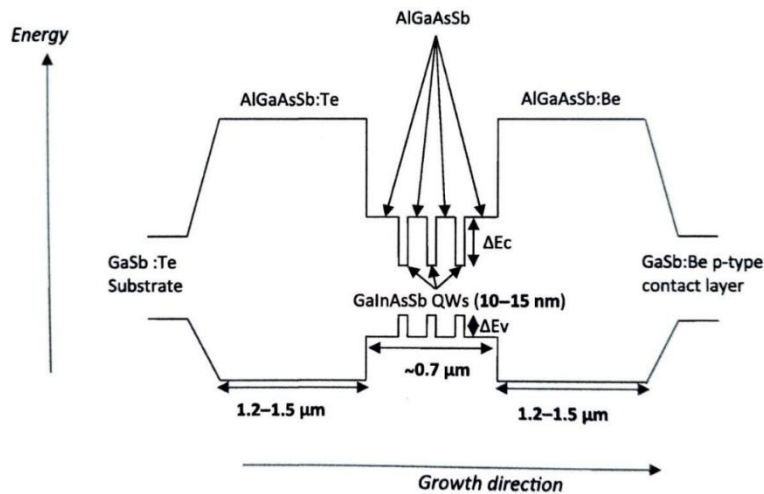 AlGaAsSb
Energy
AlGaAsSb:Te
AlGaAsSb:Be
ΔEc
GaSb :Te
Substrate
GaSb:Be p-type
contact layer
GaInAsSb QWs (10–15 nm)
ΔEv
~0.7 µm
1.2–1.5 µm
1.2–1.5 µm
Growth direction